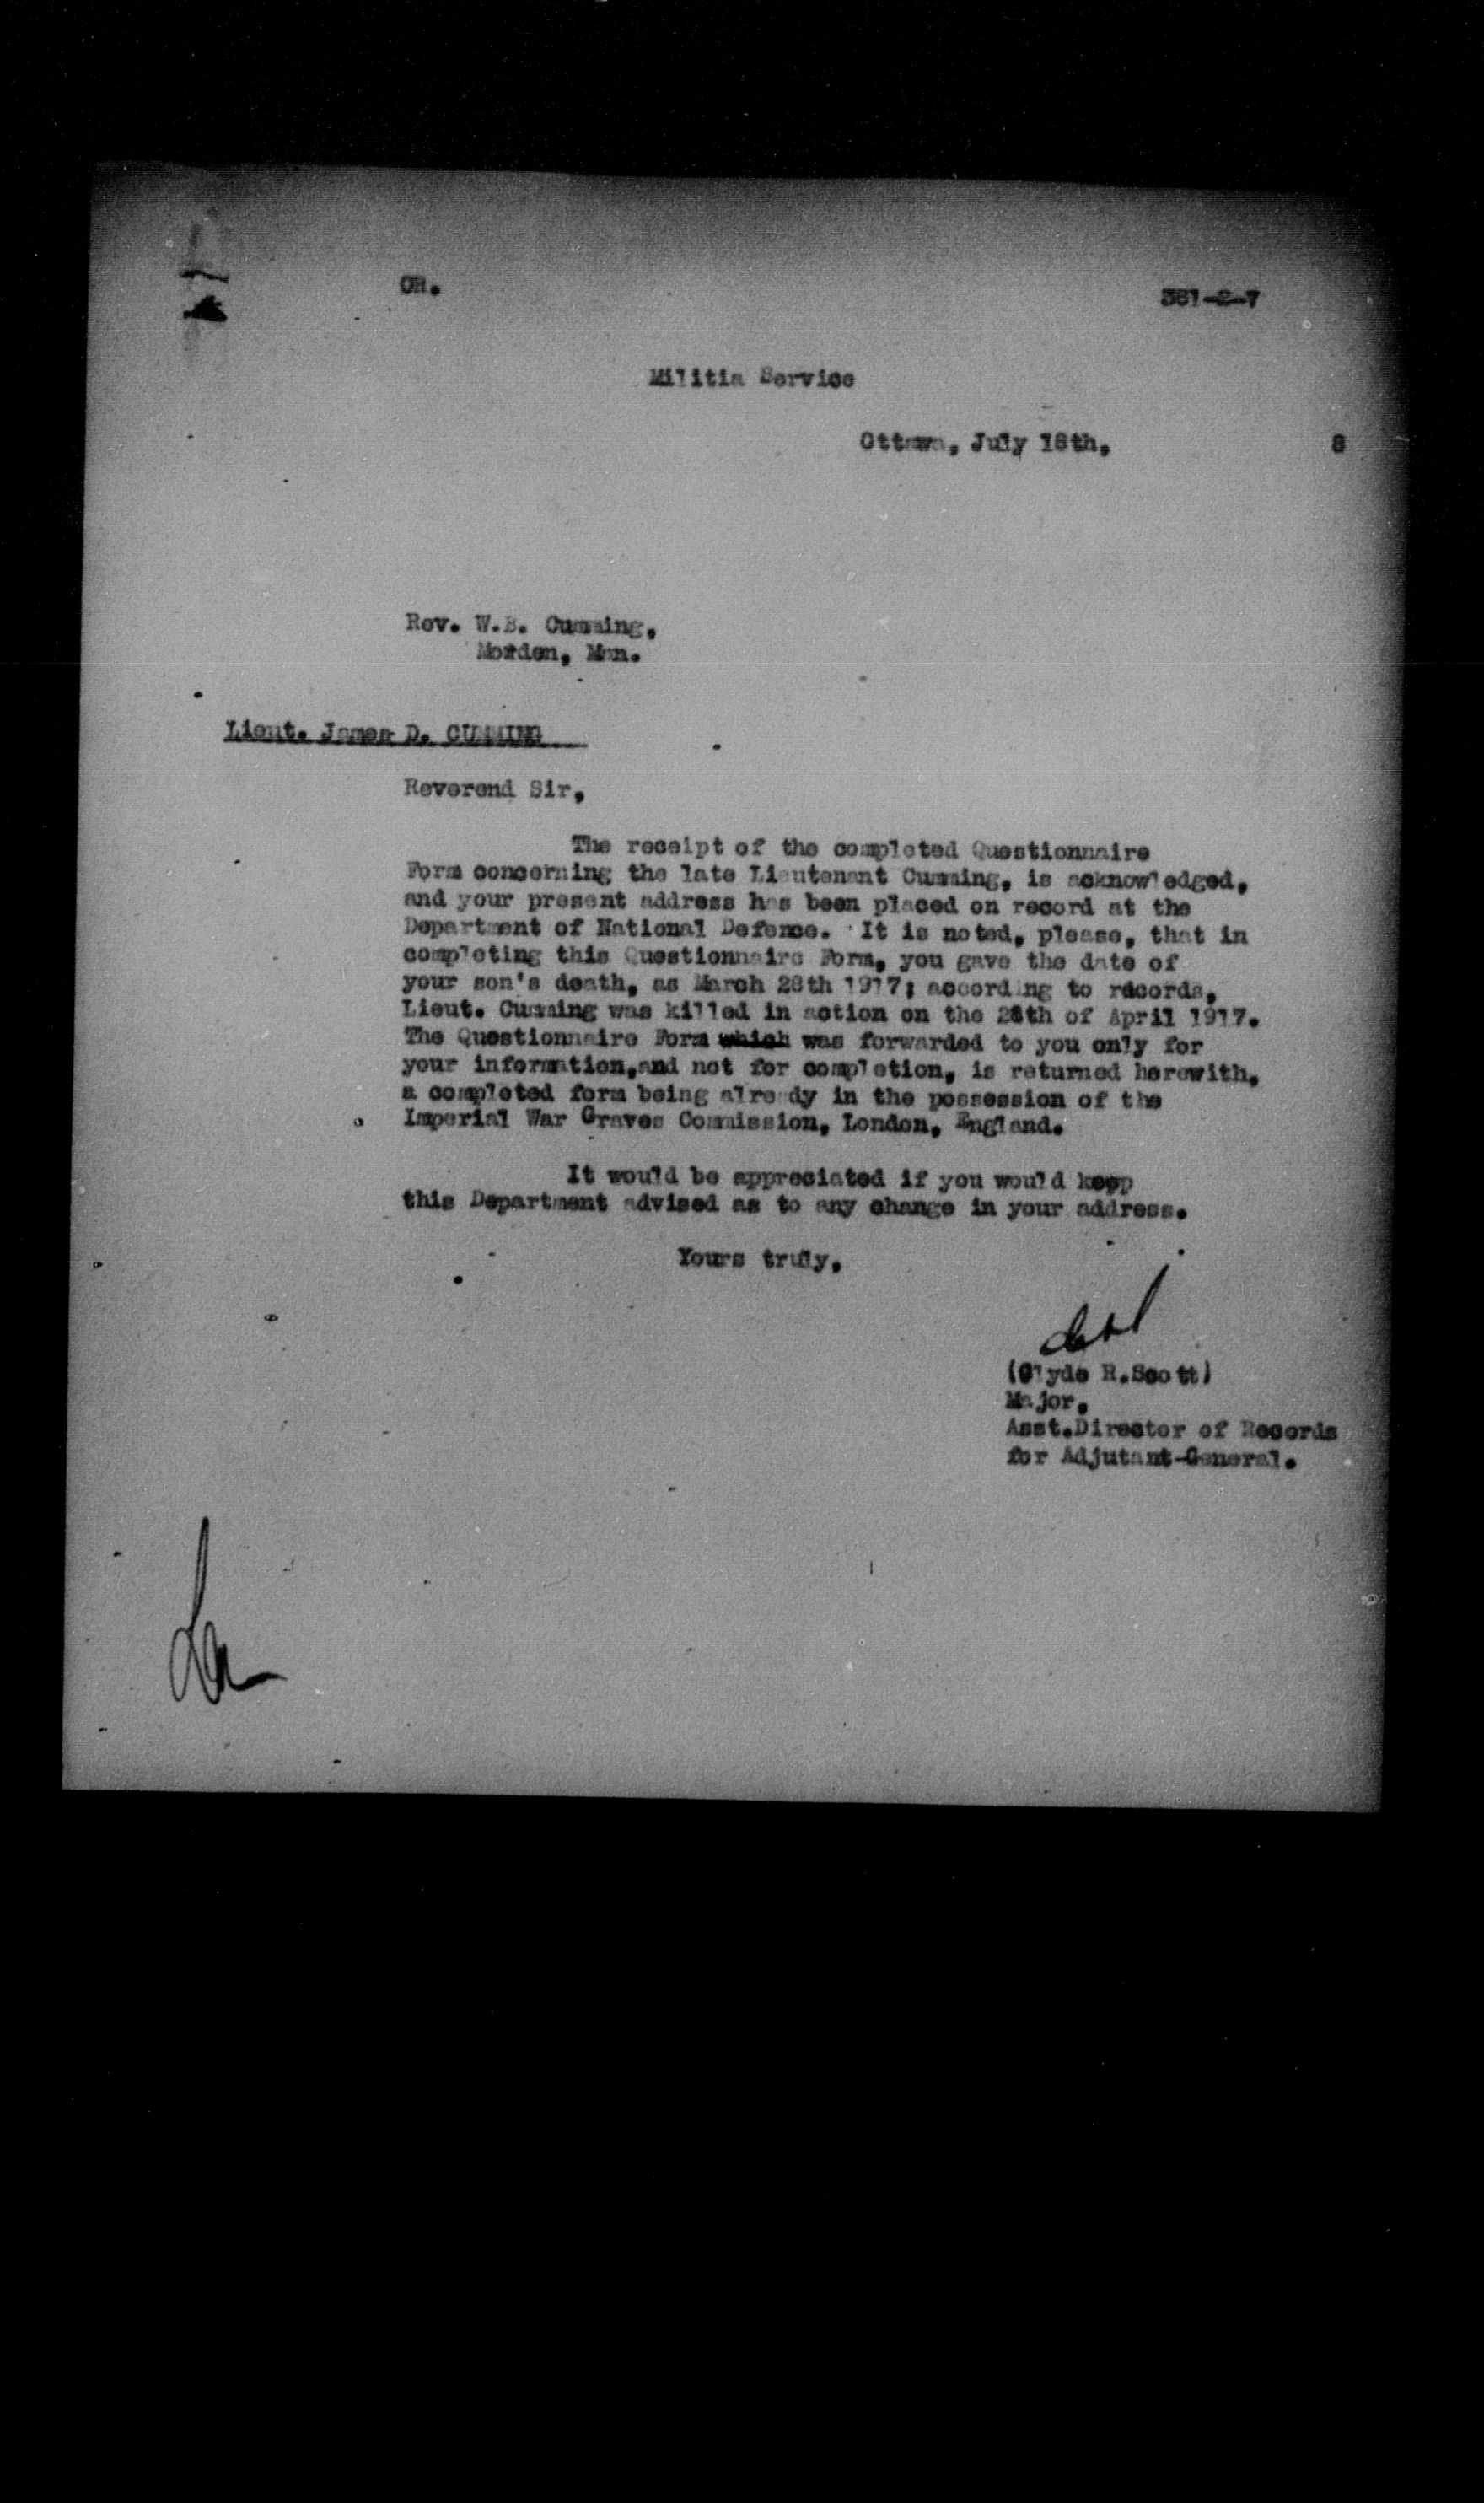 OR.
381-2-7
Militia Service
Ottawa, July 18th, 8
Rev. W.B. Cumming,
Morden, Man.
Lieut. James D. CUMMING
Reverend Sir,
The receipt of the completed Questionnaire
Form concerning the late Lieutenant Cumming, is acknowledged,
and your present address has been placed on record at the
Department of National Defence. It is noted, please, that in
completing this Questionnaire Form, you gave the date of
your son's death, as March 28th 1917; according to records,
Lieut. Cumming was killed in action on the 28th of April 1917.
The Questionnaire Form which was forwarded to you only for
your information,and not for completion, is returned herewith,
a completed form being already in the possession of the
Imperial War Graves Commission, London, England.
It would be appreciated if you would keep
this Department advised as to any change in your address.
Yours truly,
(Clyde R.Scott)
Major,
Asst.Director of Records
for Adjutant-General.